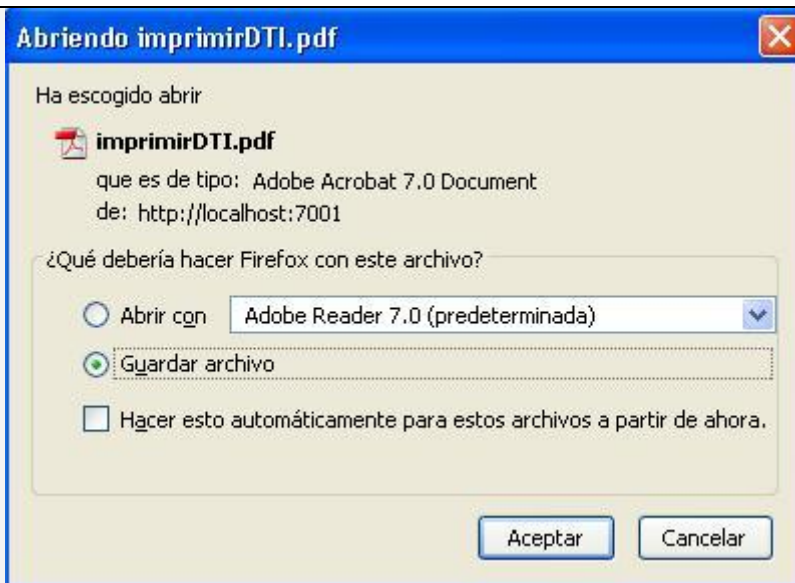 Abriendo imprimirDTI.pdf
Ha escogido abrir
imprimirDTI.pdf
que es de tipo: Adobe Acrobat 7.0 Document
de: http://localhost:7001
¿Qué debería hacer Firefox con este archivo?
Abrir con Adobe Reader 7.0 (predeterminada)
Guardar archivo
Hacer esto automáticamente para estos archivos a partir de ahora.
Aceptar Cancelar